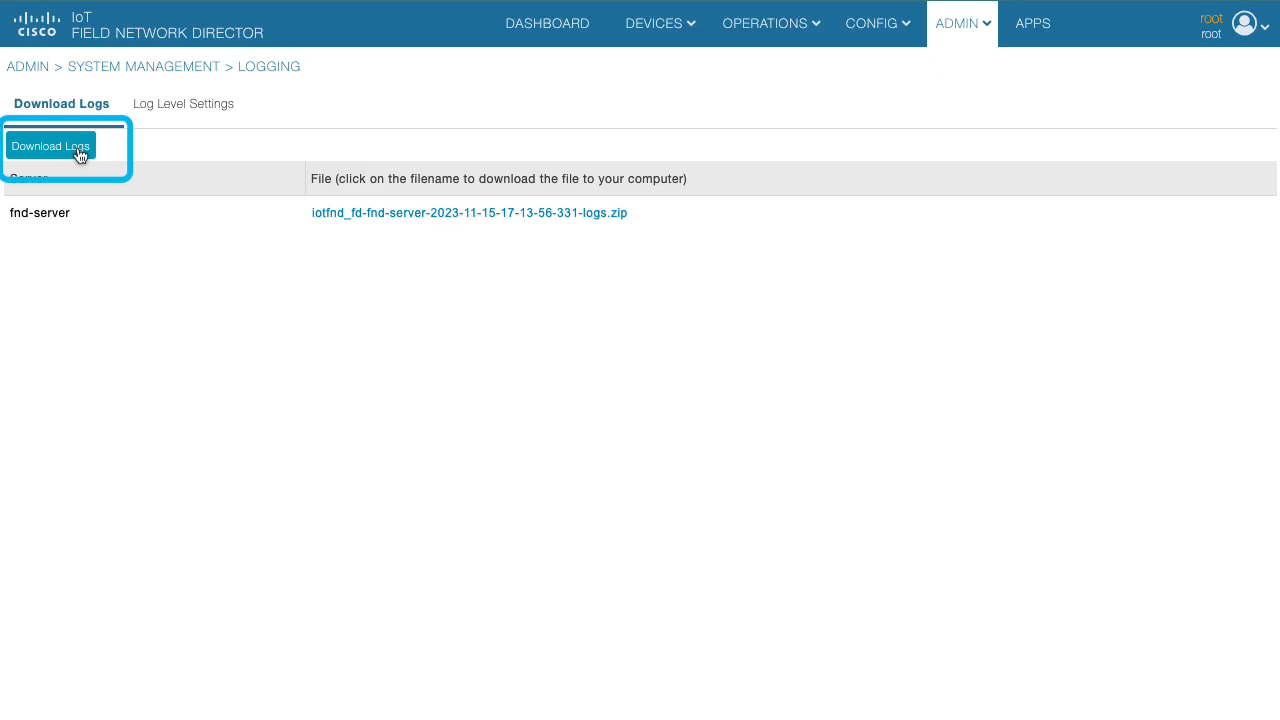 CISCO
IoT
FIELD NETWORK DIRECTOR
DASHBOARD DEVICES OPERATIONS CONFIG ADMIN APPS
root
root
ADMIN > SYSTEM MANAGEMENT > LOGGING
Download Logs Log Level Settings
Download Logs
Server File (click on the filename to download the file to your computer)
fnd-server iotfnd_fd-fnd-server-2023-11-15-17-13-56-331-logs.zip